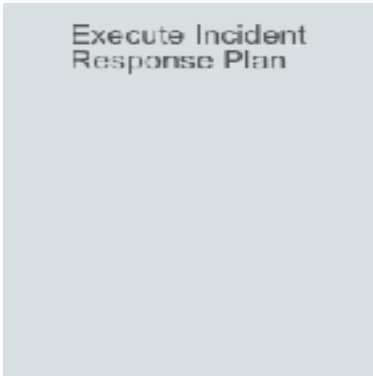 Execute Incident
Response Plan